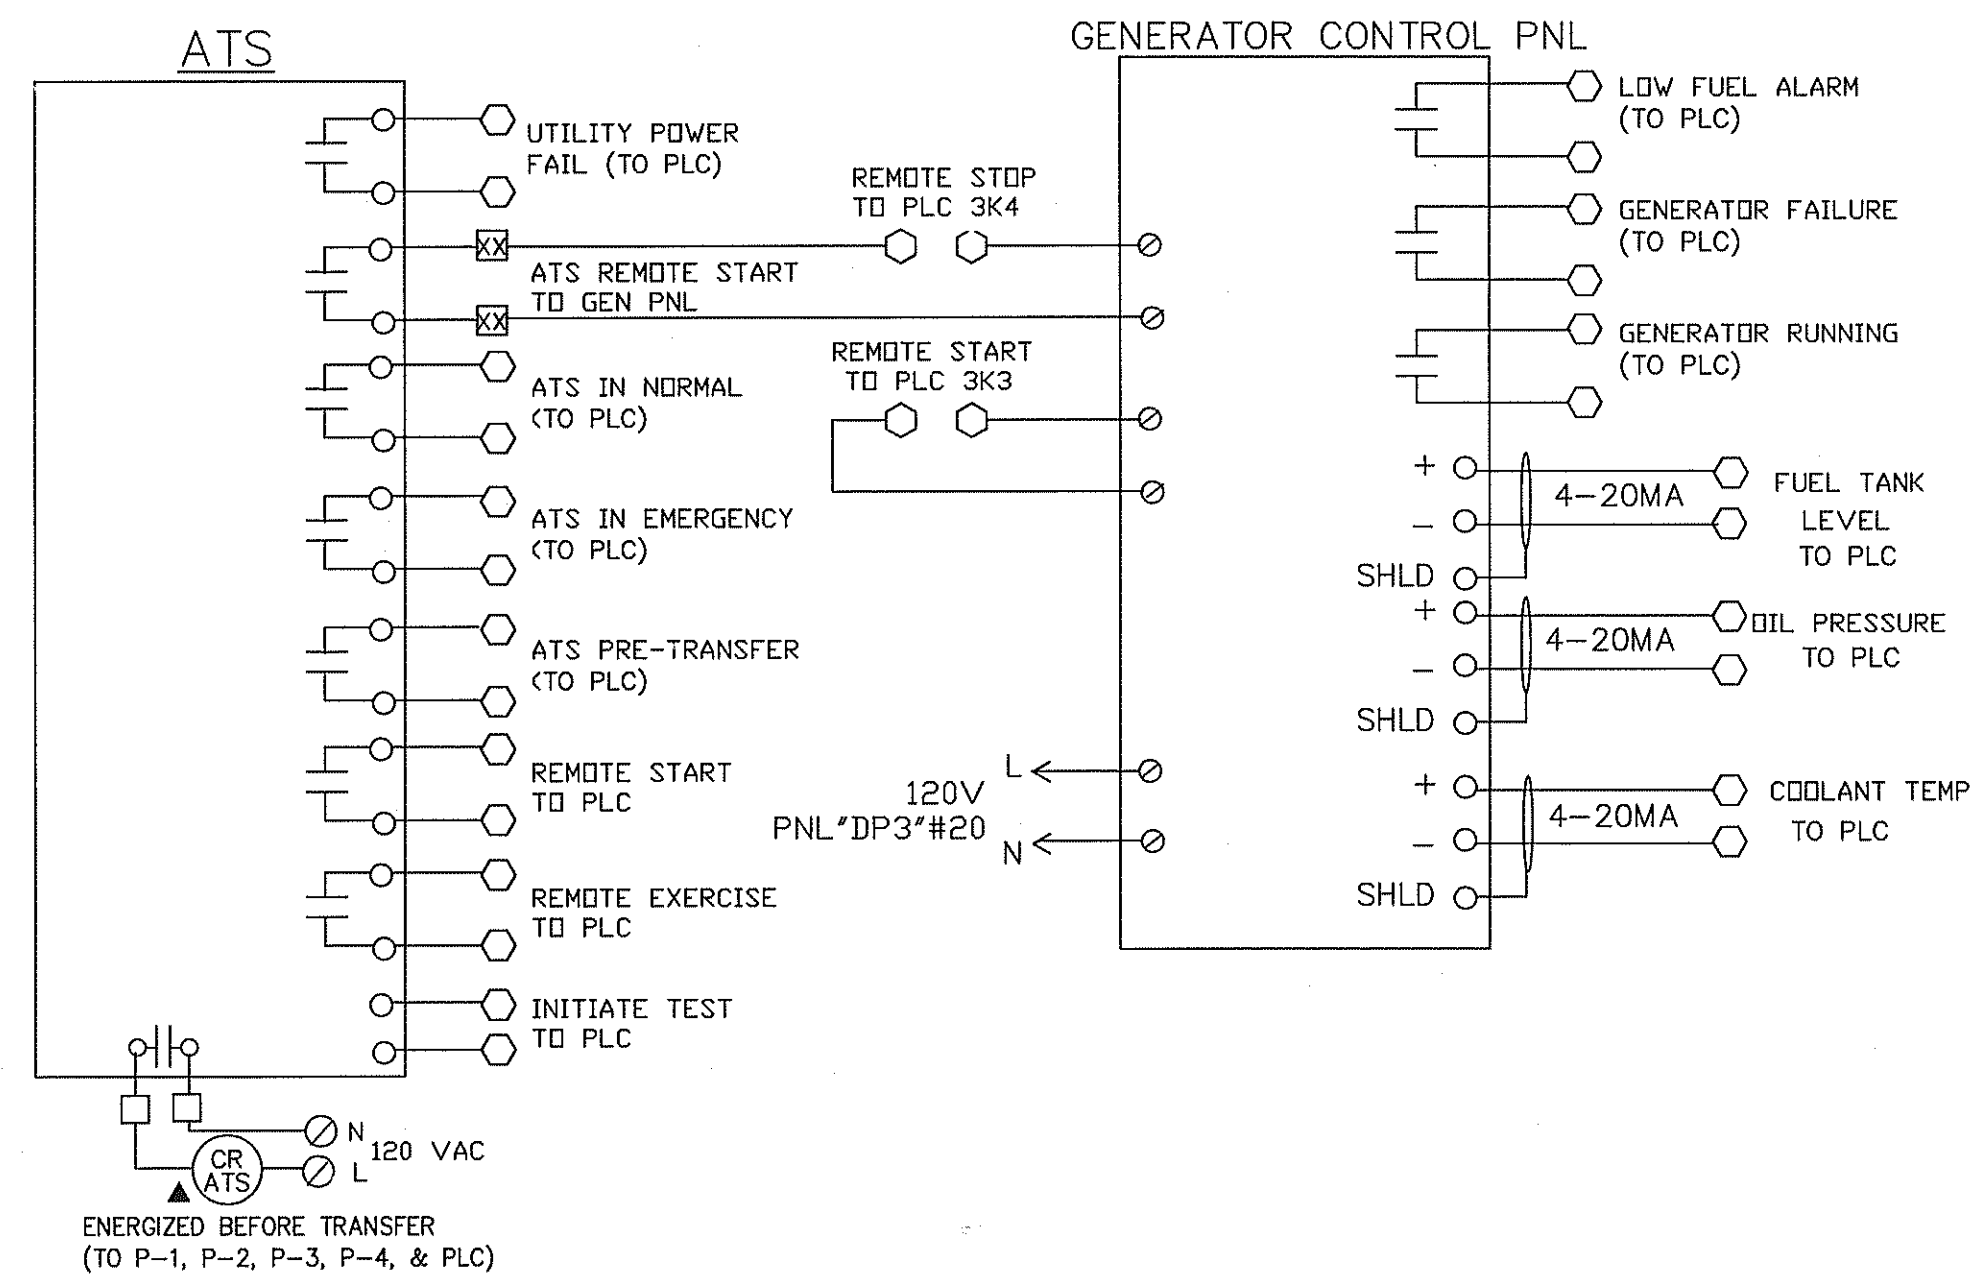 ATS
UTILITY POWER
FAIL (TO PLC)
XX
ATS REMOTE START
TO GEN PNL
XX
ATS IN NORMAL
(TO PLC)
ATS IN EMERGENCY
(TO PLC)
ATS PRE-TRANSFER
(TO PLC)
REMOTE START
TO PLC
REMOTE EXERCISE
TO PLC
INITIATE TEST
TO PLC
N
120 VAC
L
CR
ATS
ENERGIZED BEFORE TRANSFER
(TO P-1, P-2, P-3, P-4, & PLC)
REMOTE STOP
TO PLC 3K4
REMOTE START
TO PLC 3K3
L
120V
PNL"DP3"#20
N
GENERATOR CONTROL PNL
LOW FUEL ALARM
(TO PLC)
GENERATOR FAILURE
(TO PLC)
GENERATOR RUNNING
(TO PLC)
+
4-20MA
-
SHLD
FUEL TANK
LEVEL
TO PLC
+
4-20MA
-
SHLD
OIL PRESSURE
TO PLC
+
4-20MA
-
SHLD
COOLANT TEMP
TO PLC